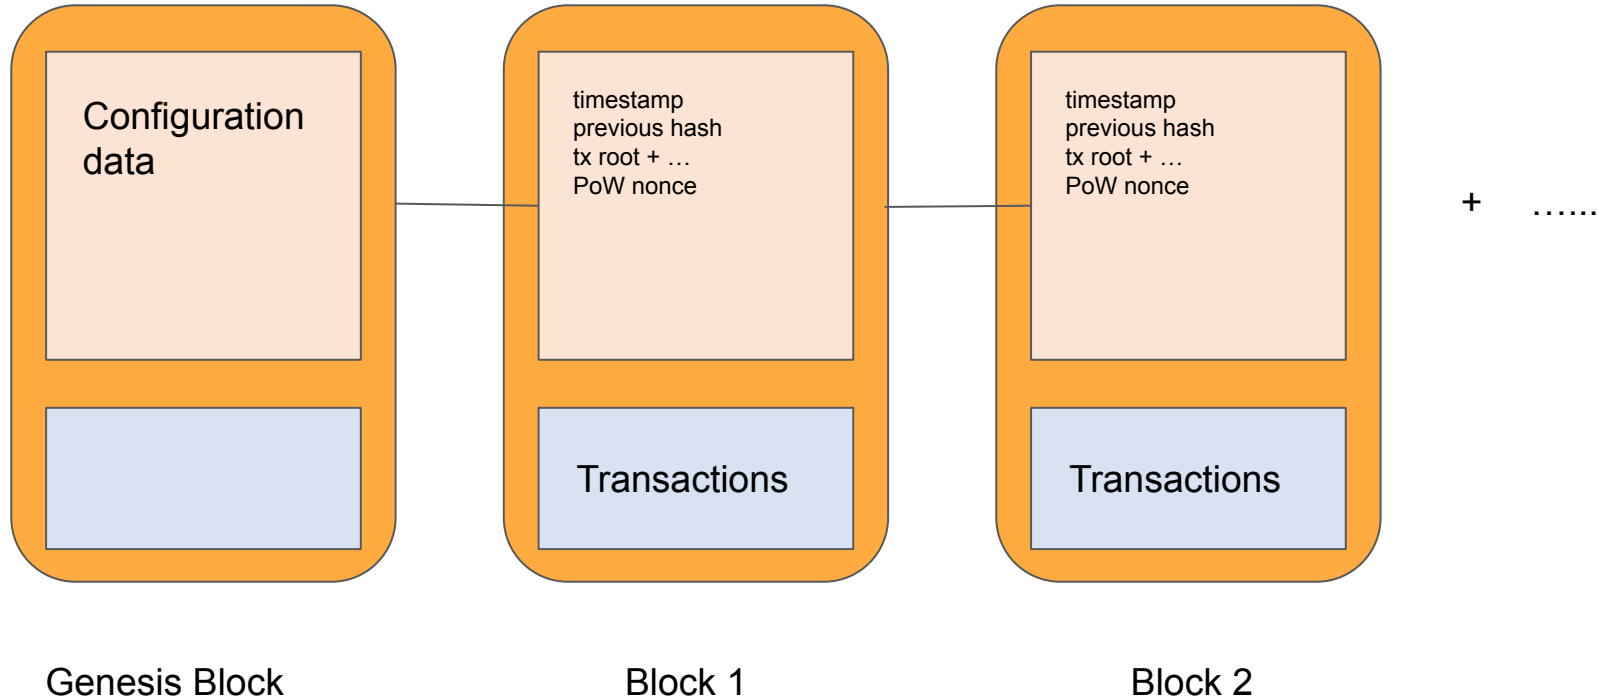 Configuration
data
timestamp
previous hash
tx root + …
PoW nonce
Transactions
timestamp
previous hash
tx root + …
PoW nonce
Transactions
+ …...
Genesis Block
Block 1
Block 2